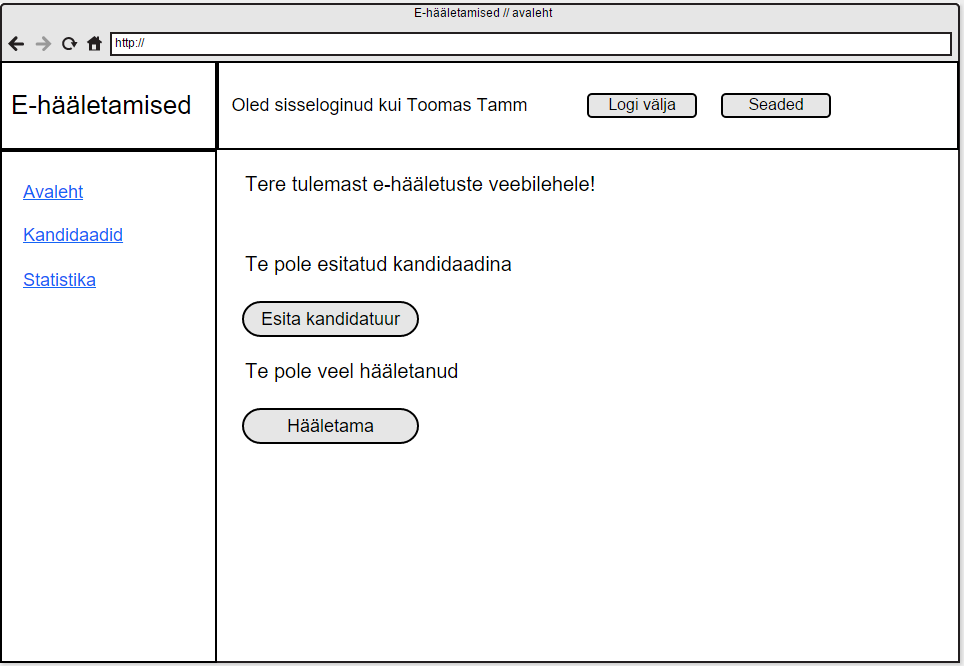 E-hääletamised // avaleht
http://
E-hääletamised
Oled sisseloginud kui Toomas Tamm
Logi välja
Seaded
Avaleht
Kandidaadid
Statistika
Tere tulemast e-hääletuste veebilehele!
Te pole esitatud kandidaadina
Esita kandidatuur
Te pole veel hääletanud
Hääletama